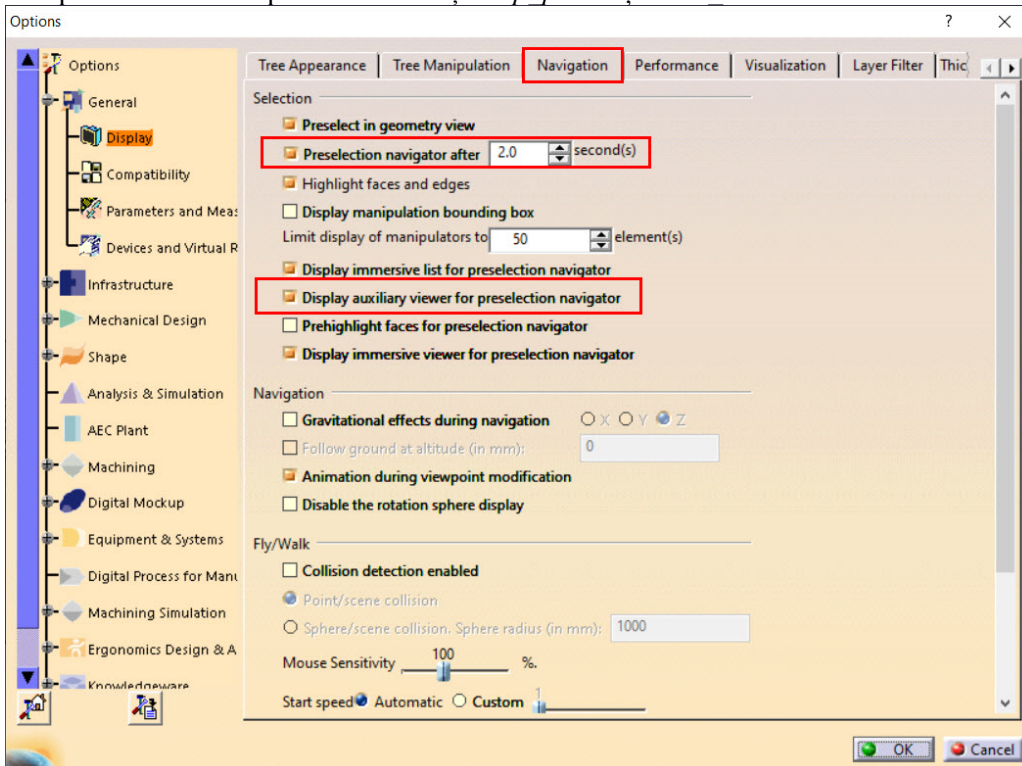 Options
? ×
Options
General
Display
Compatibility
Parameters and Meas
Devices and Virtual R
Infrastructure
Mechanical Design
Shape
Analysis & Simulation
AEC Plant
Machining
Digital Mockup
Equipment & Systems
Digital Process for Manu
Machining Simulation
Ergonomics Design & A
Knowledgeware
Tree Appearance Tree Manipulation Navigation Performance Visualization Layer Filter Thic
Selection
Preselect in geometry view
Preselection navigator after 2.0 second(s)
Highlight faces and edges
Display manipulation bounding box
Limit display of manipulators to 50 element(s)
Display immersive list for preselection navigator
Display auxiliary viewer for preselection navigator
Prehighlight faces for preselection navigator
Display immersive viewer for preselection navigator
Navigation
Gravitational effects during navigation X Y Z
Follow ground at altitude (in mm): 0
Animation during viewpoint modification
Disable the rotation sphere display
Fly/Walk
Collision detection enabled
Point/scene collision
Sphere/scene collision. Sphere radius (in mm): 1000
Mouse Sensitivity 100 %.
Start speed Automatic Custom 1
OK Cancel